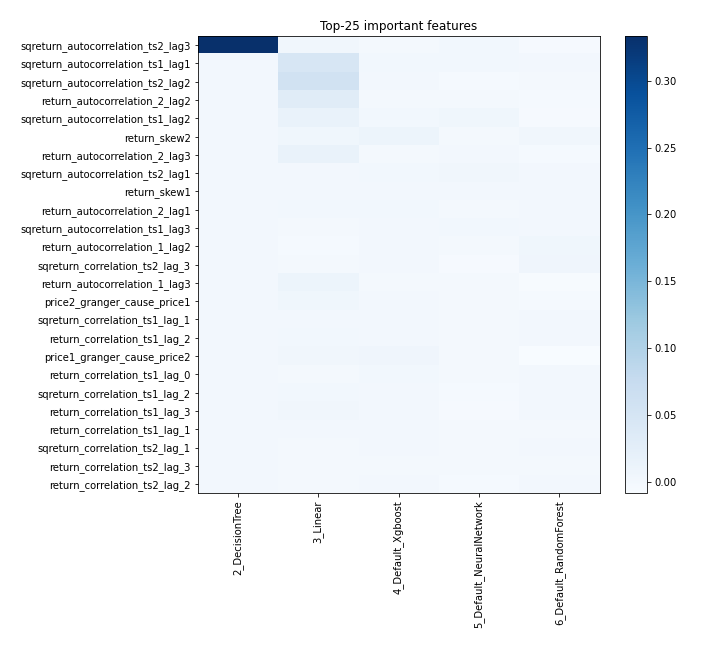 Top-25 important features
sqreturn_autocorrelation_ts2_lag3
sqreturn_autocorrelation_ts1_lag1
sqreturn_autocorrelation_ts2_lag2
return_autocorrelation_2_lag2
sqreturn_autocorrelation_ts1_lag2
return_skew2
return_autocorrelation_2_lag3
sqreturn_autocorrelation_ts2_lag1
return_skew1
return_autocorrelation_2_lag1
sqreturn_autocorrelation_ts1_lag3
return_autocorrelation_1_lag2
sqreturn_correlation_ts2_lag_3
return_autocorrelation_1_lag3
price2_granger_cause_price1
sqreturn_correlation_ts1_lag_1
return_correlation_ts1_lag_2
price1_granger_cause_price2
return_correlation_ts1_lag_0
sqreturn_correlation_ts1_lag_2
return_correlation_ts1_lag_3
return_correlation_ts1_lag_1
sqreturn_correlation_ts2_lag_1
return_correlation_ts2_lag_3
return_correlation_ts2_lag_2
2_DecisionTree
3_Linear
4_Default_Xgboost
5_Default_NeuralNetwork
6_Default_RandomForest
0.30
0.25
0.20
0.15
0.10
0.05
0.00